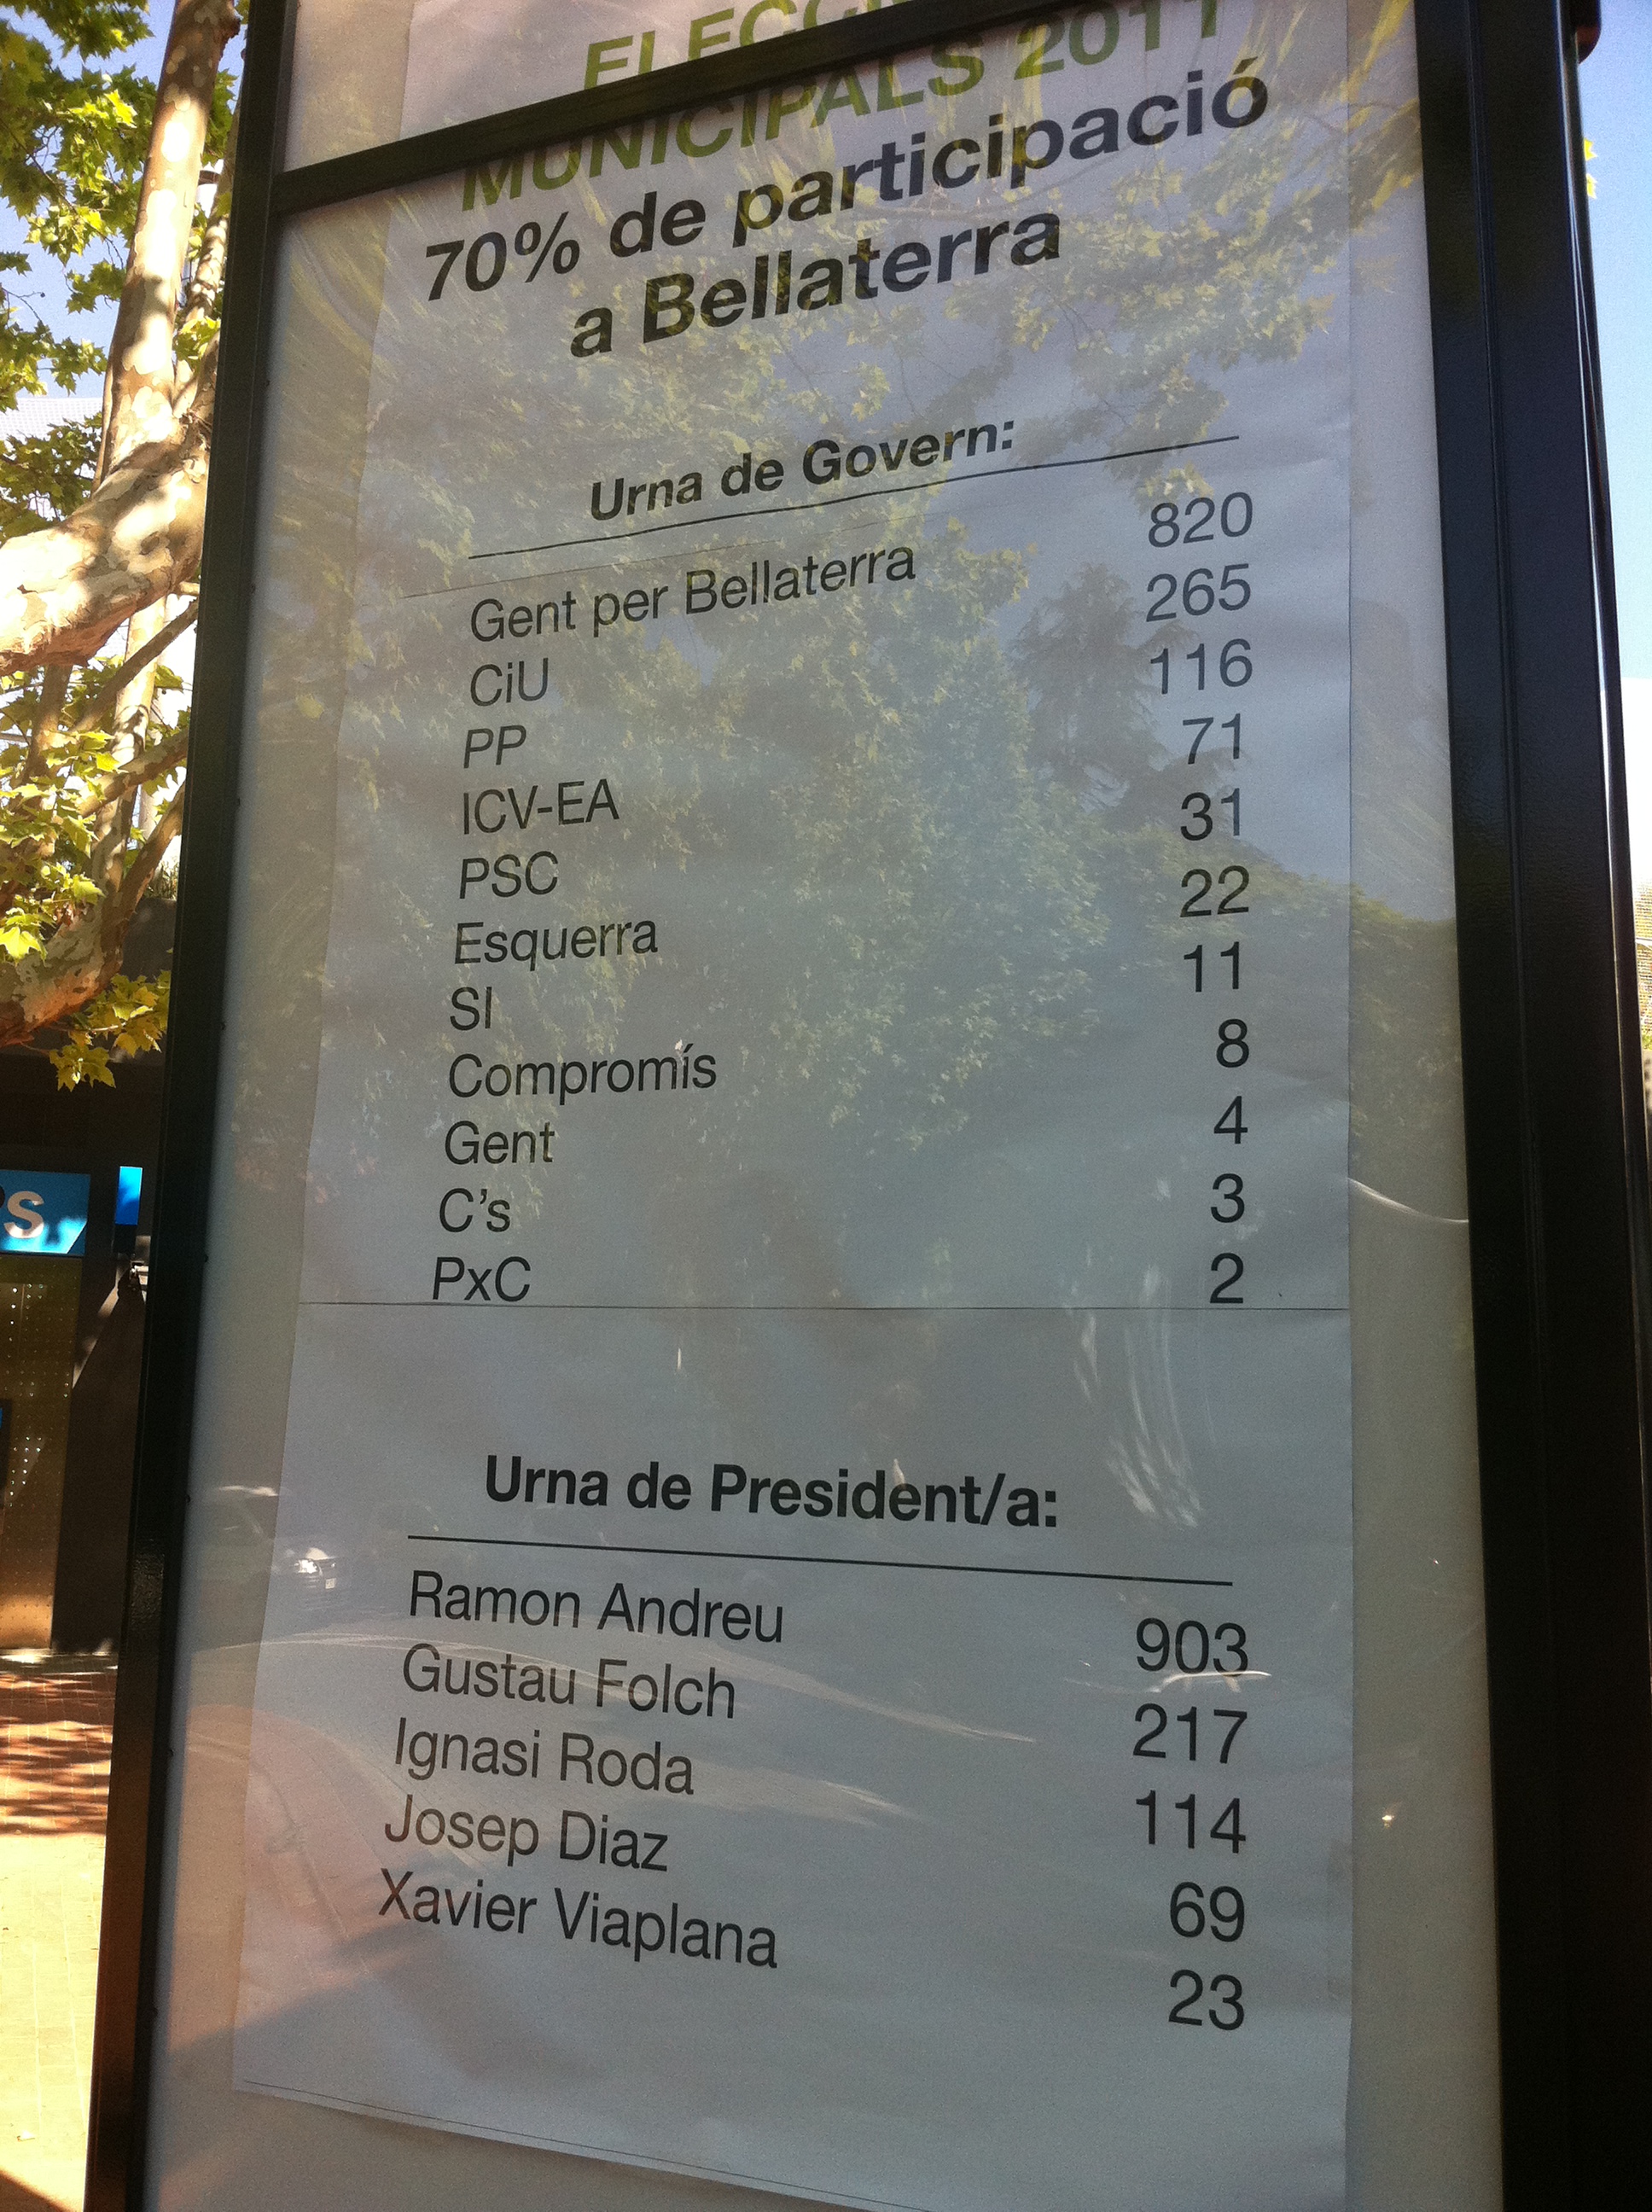 MUNICIPALS 2011
70% de participació
a Bellaterra
Urna de Govern:
Gent per Bellaterra 820
CiU 265
PP 116
ICV-EA 71
PSC 31
Esquerra 22
SI 11
Compromís 8
Gent 4
C's 3
PxC 2
Urna de President/a:
Ramon Andreu 903
Gustau Folch 217
Ignasi Roda 114
Josep Diaz 69
Xavier Viaplana 23